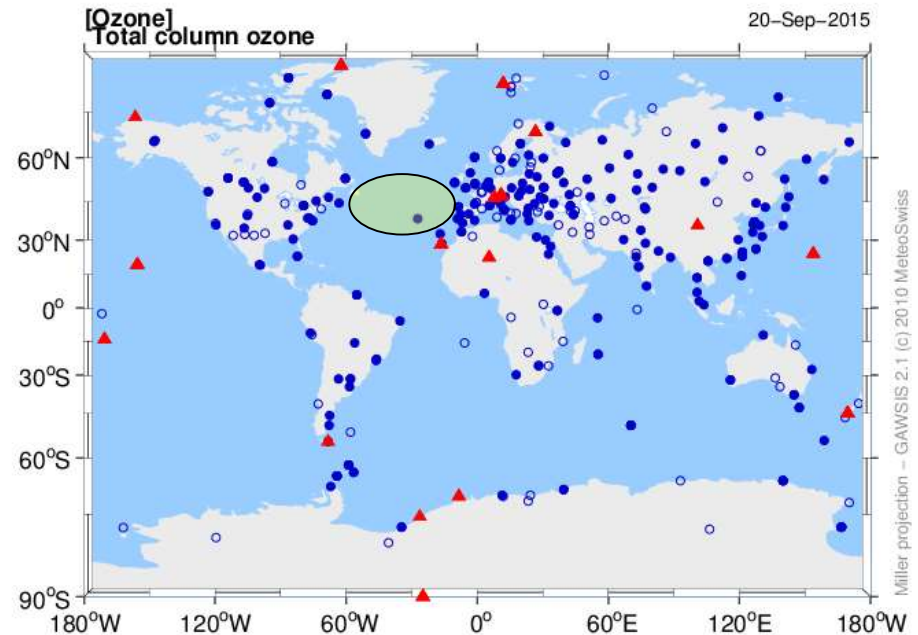 [Ozone]
Total column ozone
20-Sep-2015
60°N
30°N
0°
30°S
60°S
90°S
180°W
120°W
60°W
0°
60°E
120°E
180°W
Miller projection - GAWSIS 2.1 (c) 2010 MeteoSwiss